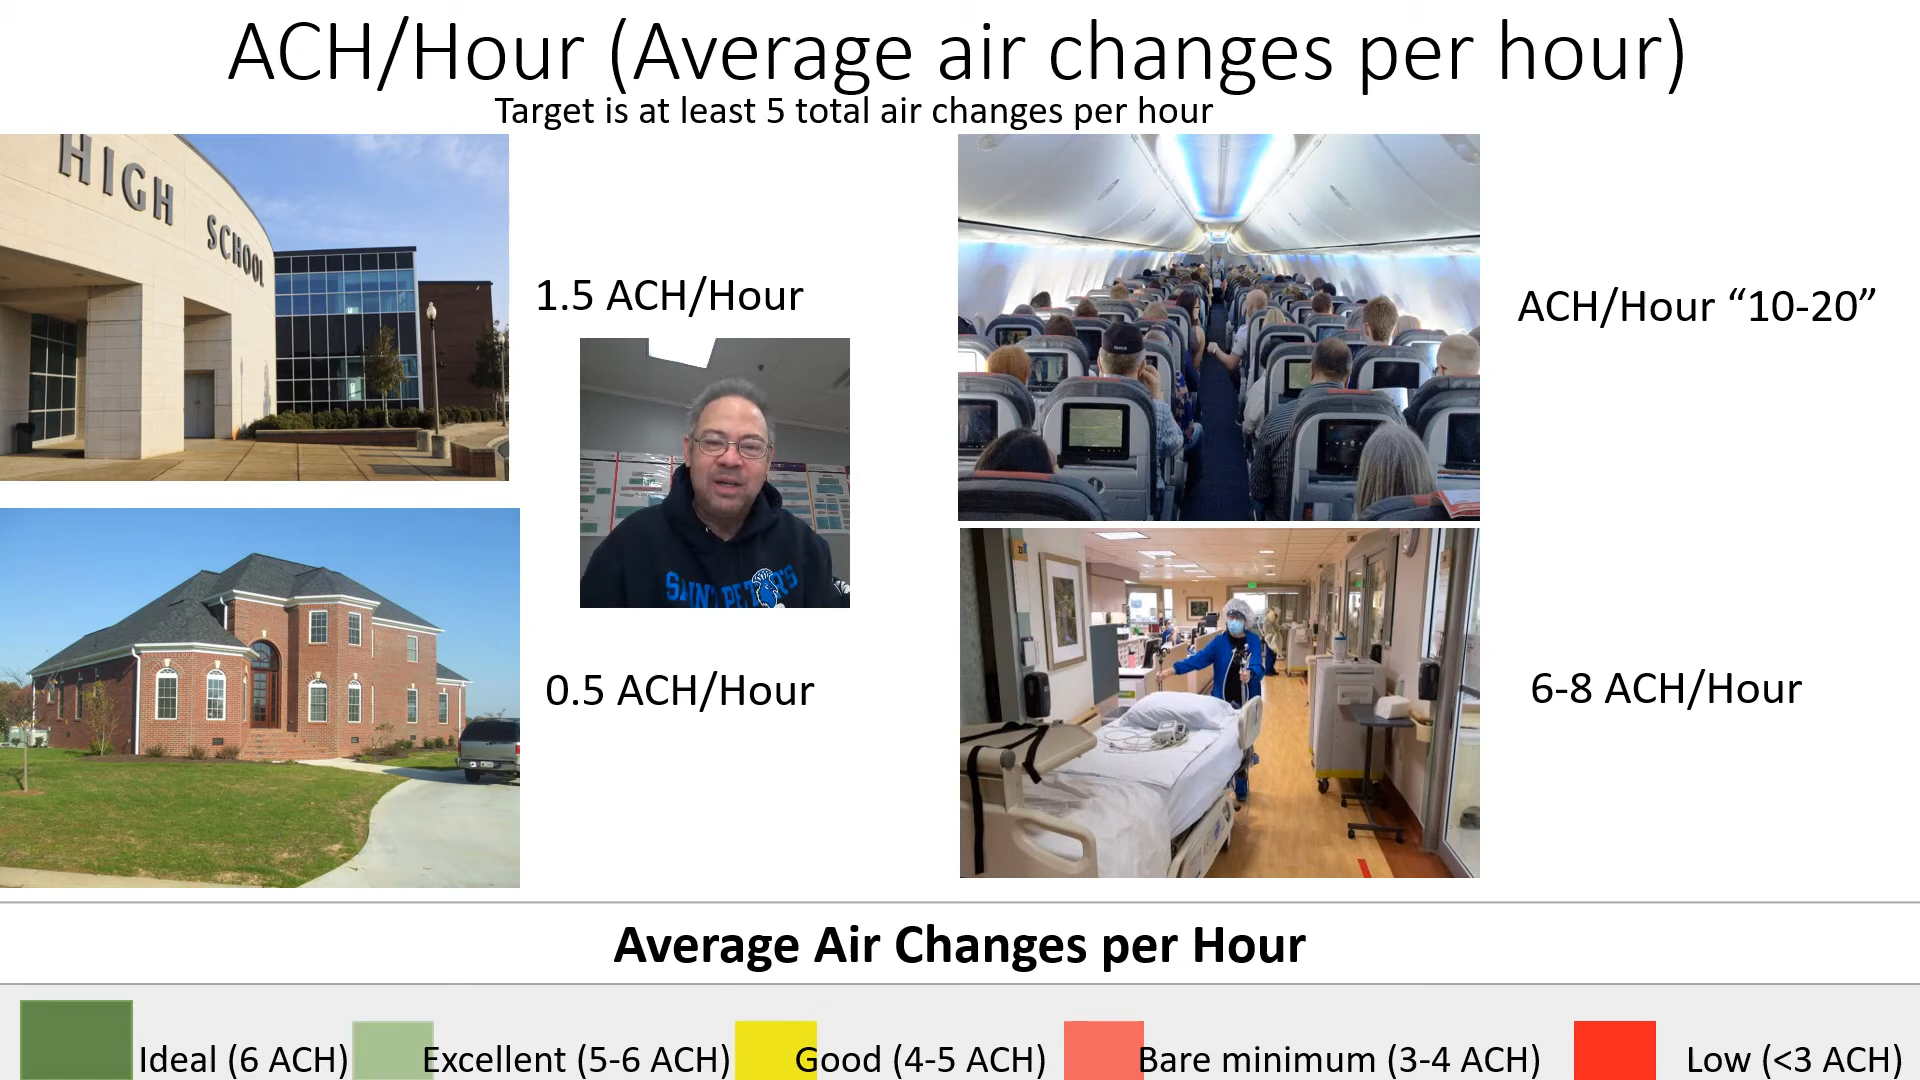 ACH/Hour (Average air changes per hour)
Target is at least 5 total air changes per hour
HIGH SCHOOL
1.5 ACH/Hour
ACH/Hour “10-20”
SAINT PETER'S
0.5 ACH/Hour
6-8 ACH/Hour
Average Air Changes per Hour
Ideal (6 ACH)
Excellent (5-6 ACH)
Good (4-5 ACH)
Bare minimum (3-4 ACH)
Low (<3 ACH)